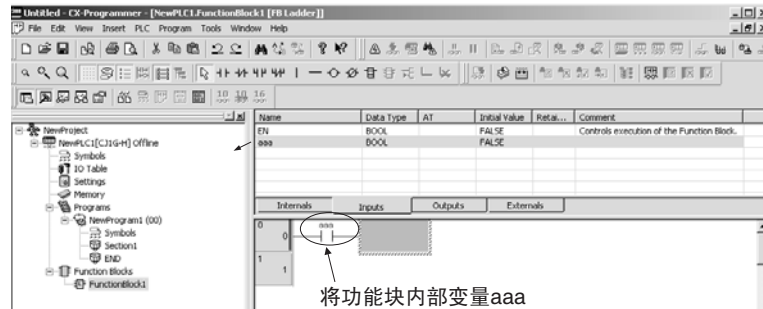 Untitled - CX-Programmer - [NewPLC1.FunctionBlock1 [FB Ladder]]
File Edit View Insert PLC Program Tools Window Help
NewProject
NewPLC1[CJ1G-H] Offline
Symbols
IO Table
Settings
Memory
Programs
NewProgram1 (00)
Symbols
Section1
END
Function Blocks
FunctionBlock1
Name Data Type AT Initial Value Retai... Comment
EN BOOL FALSE Controls execution of the Function Block.
aaa BOOL FALSE
Internals Inputs Outputs Externals
0
0
aaa
1
1
将功能块内部变量aaa